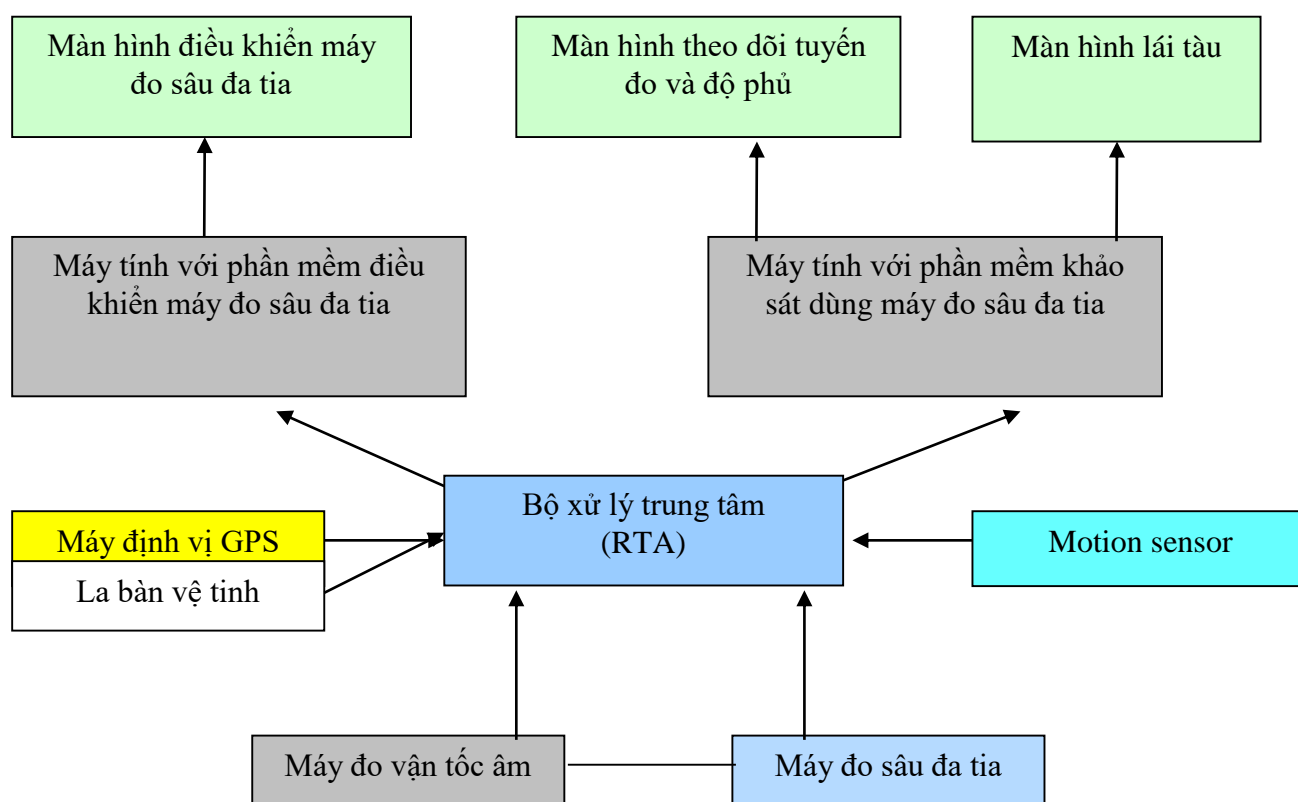 Màn hình điều khiển máy
đo sâu đa tia
Màn hình theo dõi tuyến
đo và độ phủ
Màn hình lái tàu
Máy tính với phần mềm điều
khiển máy đo sâu đa tia
Máy tính với phần mềm khảo
sát dùng máy đo sâu đa tia
Bộ xử lý trung tâm
(RTA)
Máy định vị GPS
La bàn vệ tinh
Motion sensor
Máy đo vận tốc âm
Máy đo sâu đa tia